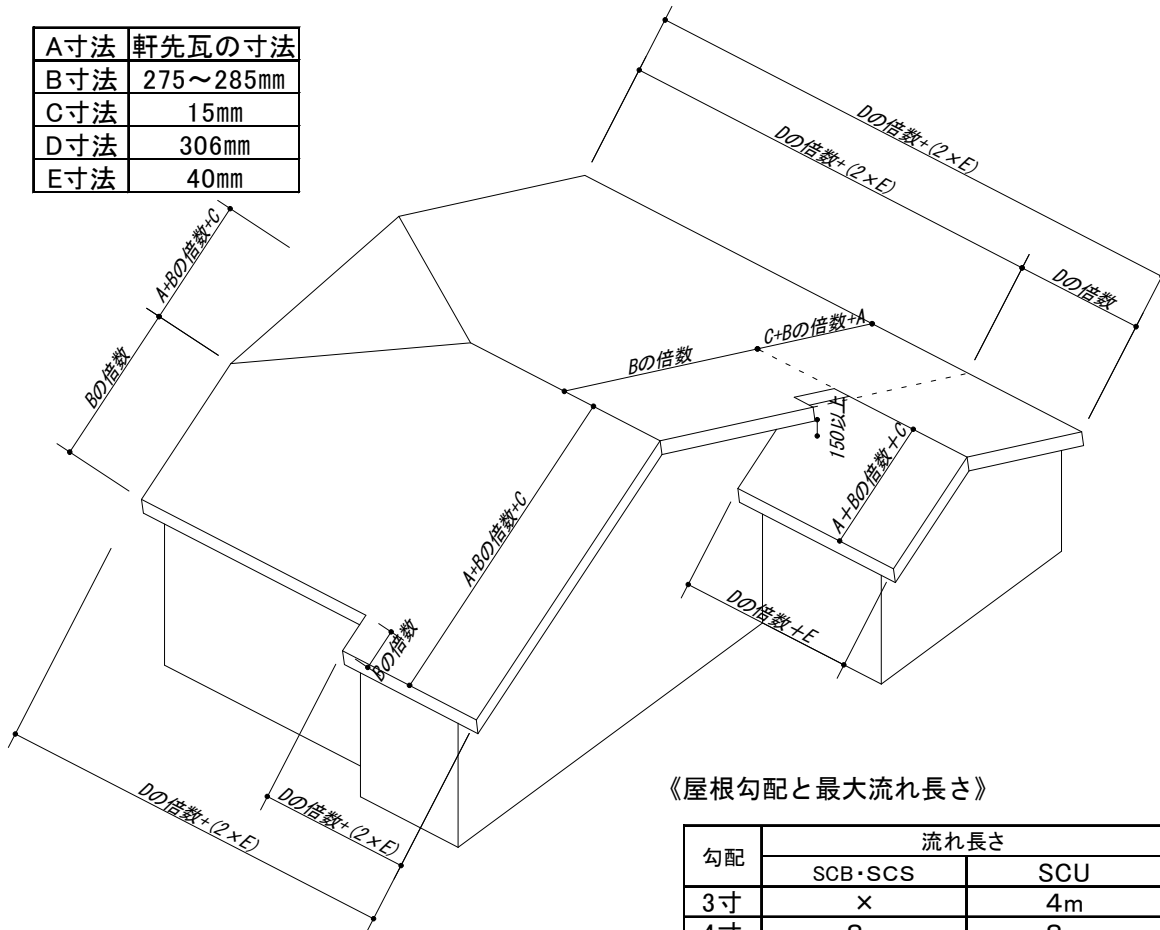 A寸法 軒先瓦の寸法
B寸法 275～285㎜
C寸法 15㎜
D寸法 306㎜
E寸法 40㎜
Dの倍数+(2×E)
Dの倍数+(2×E)
Dの倍数
A+Bの倍数+C
Bの倍数
C+Bの倍数+A
Bの倍数
150以上
A+Bの倍数+C
A+Bの倍数+C
Bの倍数
Dの倍数+E
Dの倍数+(2×E)
Dの倍数+(2×E)
《屋根勾配と最大流れ長さ》
勾配 流れ長さ
SCB・SCS SCU
3寸 × 4m